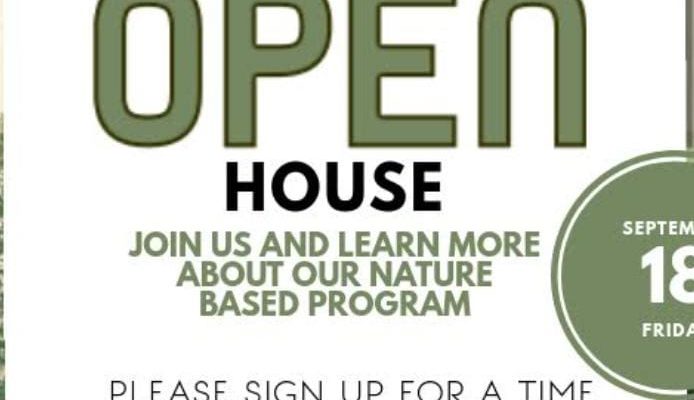 OPEN
HOUSE
JOIN US AND LEARN MORE
ABOUT OUR NATURE
BASED PROGRAM
SEPTEM
18
FRIDA
PLEASE SIGN UP FOR A TIME